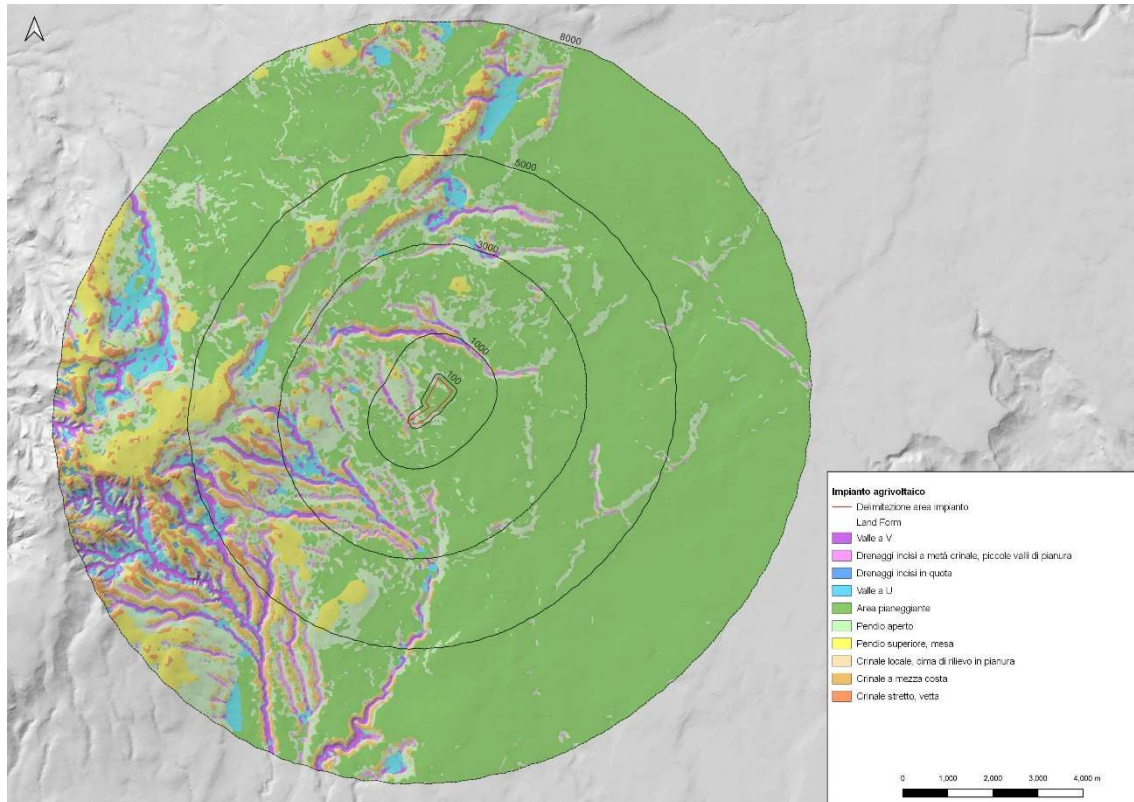 8000
5000
3000
1000
100
Impianto agrivoltaico
Delimitazione area impianto
Land Form
Valle a V
Drenaggi incisi a metà crinale, piccole valli di pianura
Drenaggi incisi in quota
Valle a U
Area pianeggiante
Pendio aperto
Pendio superiore, mesa
Crinale locale, cima di rilievo in pianura
Crinale a mezza costa
Crinale stretto, vetta
0 1,000 2,000 3,000 4,000 m